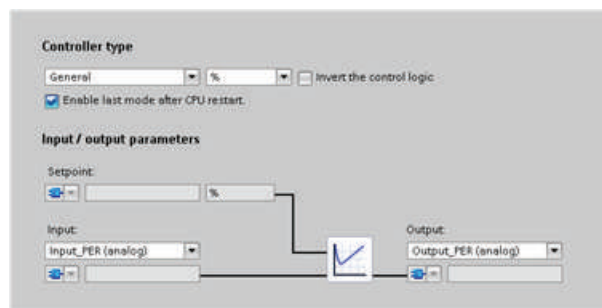 Controller type
General % Invert the control logic
Enable last mode after CPU restart.
Input / output parameters
Setpoint:
%
Input: Output:
Input_PER (analog) Output_PER (analog)